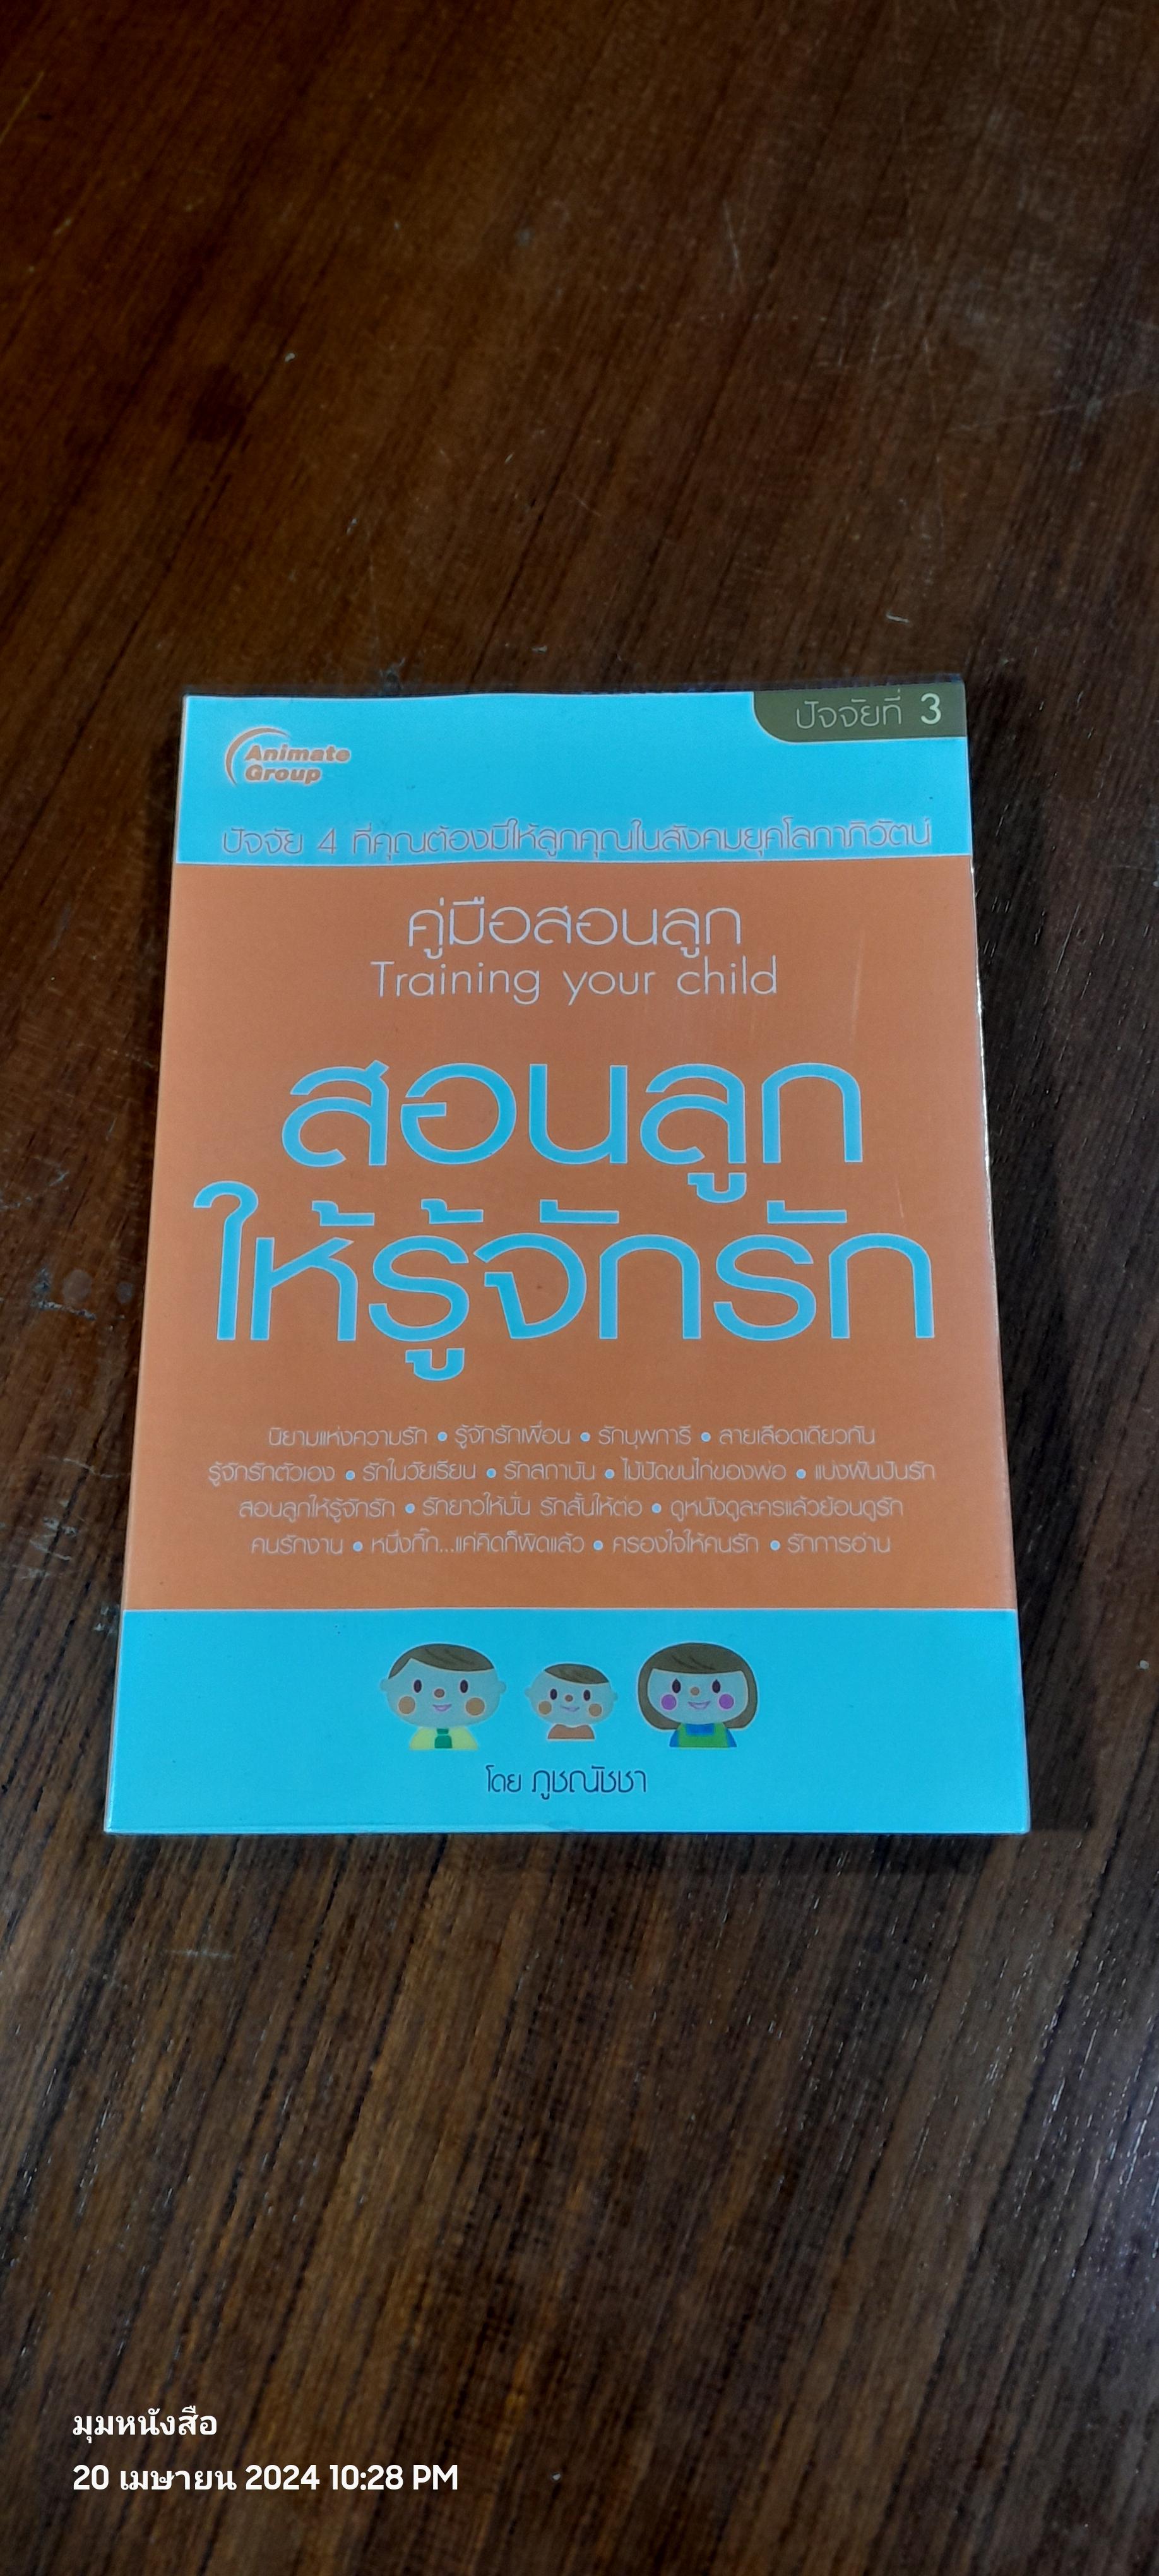 ปัจจัยที่ 3
Animate
Group
ปัจจัย 4 ที่คุณต้องมีให้ลูกคุณในสังคมยุคโลกาภิวัตน์
คู่มือสอนลูก
Training your child
สอนลูก
ให้รู้จักรัก
นิยามแห่งความรัก • รู้จักรักเพื่อน • รักบุพการี • สายเลือดเดียวกัน
รู้จักรักตัวเอง • รักในวัยเรียน • รักสถาบัน • ไม้ปัดขนไก่ของพ่อ • แบ่งฝันปันรัก
สอนลูกให้รู้จักรัก • รักยาวให้บั่น รักสั้นให้ต่อ • ดูหนังดูละครแล้วย้อนดูรัก
คนรักงาน • หนึ่งกิ๊ก...แค่คิดก็ผิดแล้ว • ครองใจให้คนรัก • รักการอ่าน
โดย ภูชณัชชา
มุมหนังสือ
20 เมษายน 2024 10:28 PM